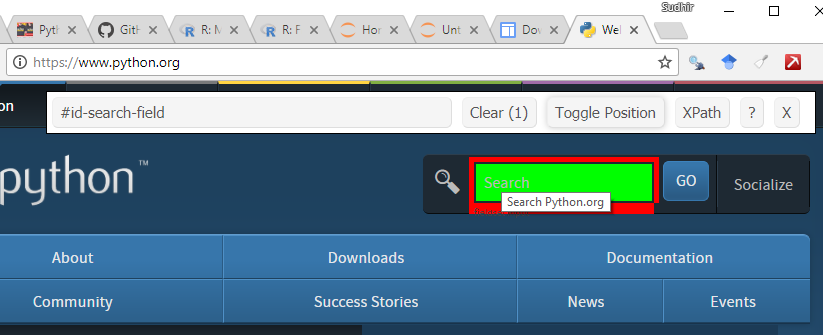 Sudhir
Pyth GitH R: M R: F Hor Unt Dov Wel
https://www.python.org
on #id-search-field Clear (1) Toggle Position XPath ? X
python™ Search GO Socialize
Search Python.org
About Downloads Documentation
Community Success Stories News Events